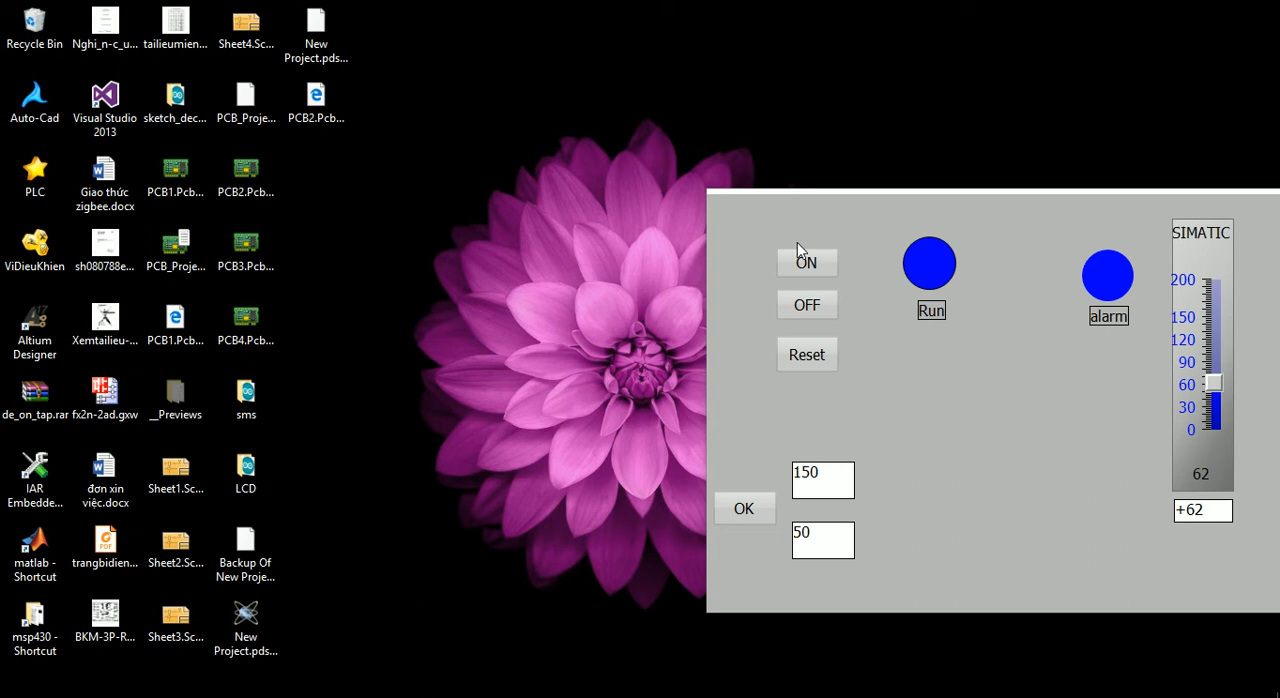 Recycle Bin
Nghi_n-c_u...
tailieumien...
Sheet4.Sc...
New
Project.pds...
Auto-Cad
Visual Studio
2013
sketch_dec...
PCB_Proje...
PCB2.Pcb...
PLC
Giao thức
zigbee.docx
PCB1.Pcb...
PCB2.Pcb...
ViDieuKhien
sh080788e...
PCB_Proje...
PCB3.Pcb...
Altium
Designer
Xemtailieu-...
PCB1.Pcb...
PCB4.Pcb...
de_on_tap.rar
fx2n-2ad.gxw
__Previews
sms
IAR
Embedde...
đơn xin
việc.docx
Sheet1.Sc...
LCD
matlab -
Shortcut
trangbidien...
Sheet2.Sc...
Backup Of
New Proje...
msp430 -
Shortcut
BKM-3P-R...
Sheet3.Sc...
New
Project.pds...
ON
OFF
Reset
Run
alarm
SIMATIC
200
150
120
90
60
30
0
62
+62
150
OK
50